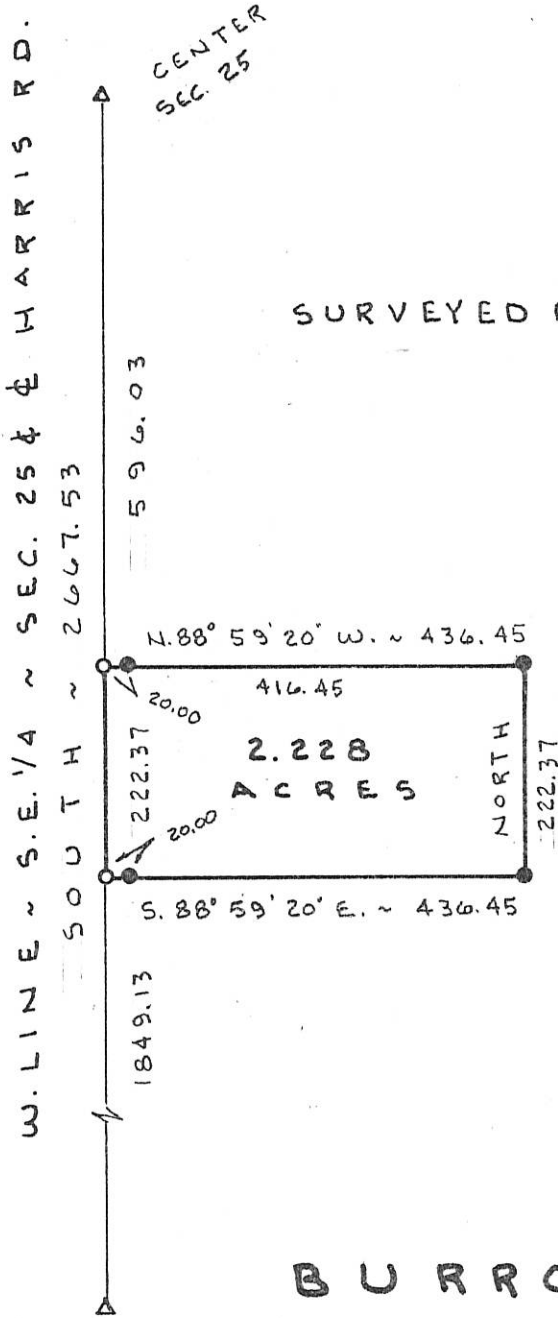 CENTER
SEC. 25
W. LINE ~ S.E. 1/4 ~ SEC. 25 & ℄ HARRIS RD.
SOUTH ~ 2667.53
596.03
SURVEYED
N. 88° 59' 20" W. ~ 436.45
416.45
20.00
222.37
2.228
ACRES
NORTH
222.37
20.00
S. 88° 59' 20" E. ~ 436.45
1849.13
BURRO